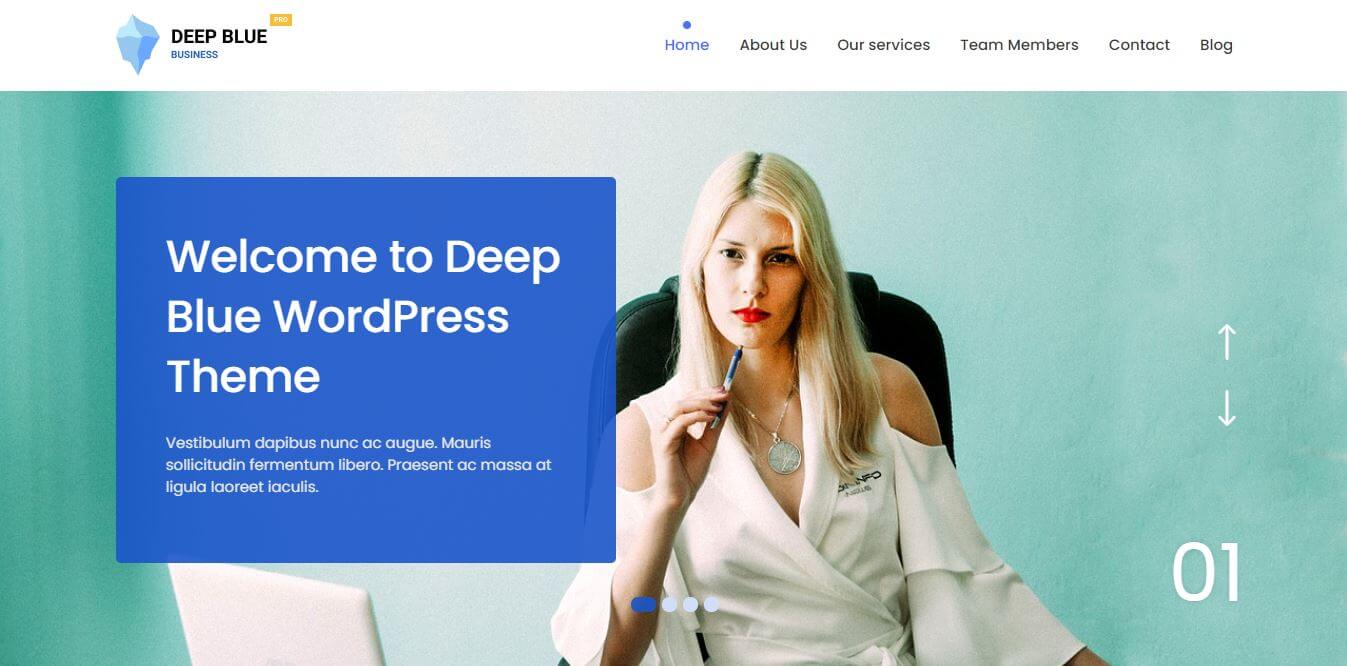 PRO
DEEP BLUE
BUSINESS
Home About Us Our services Team Members Contact Blog
Welcome to Deep
Blue WordPress
Theme
Vestibulum dapibus nunc ac augue. Mauris
sollicitudin fermentum libero. Praesent ac massa at
ligula laoreet iaculis.
01